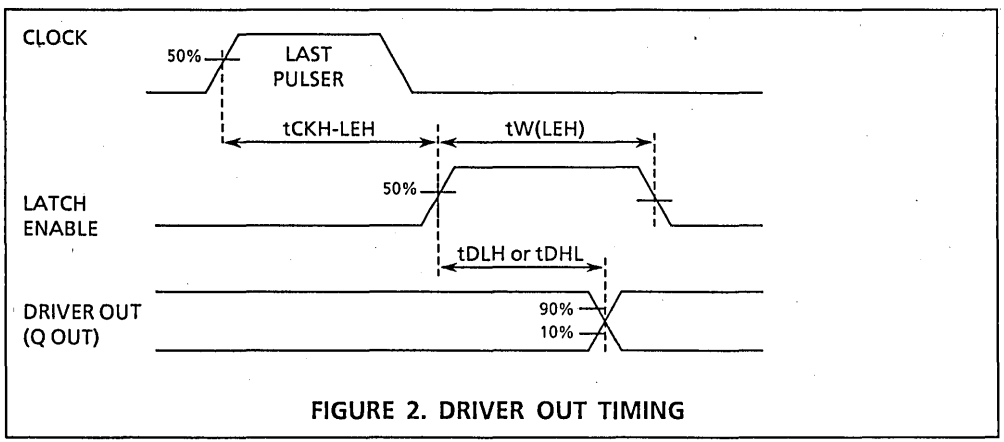 CLOCK
50%
LAST
PULSER
tCKH-LEH
tW(LEH)
50%
LATCH
ENABLE
tDLH or tDHL
DRIVER OUT
(Q OUT)
90%
10%
FIGURE 2. DRIVER OUT TIMING